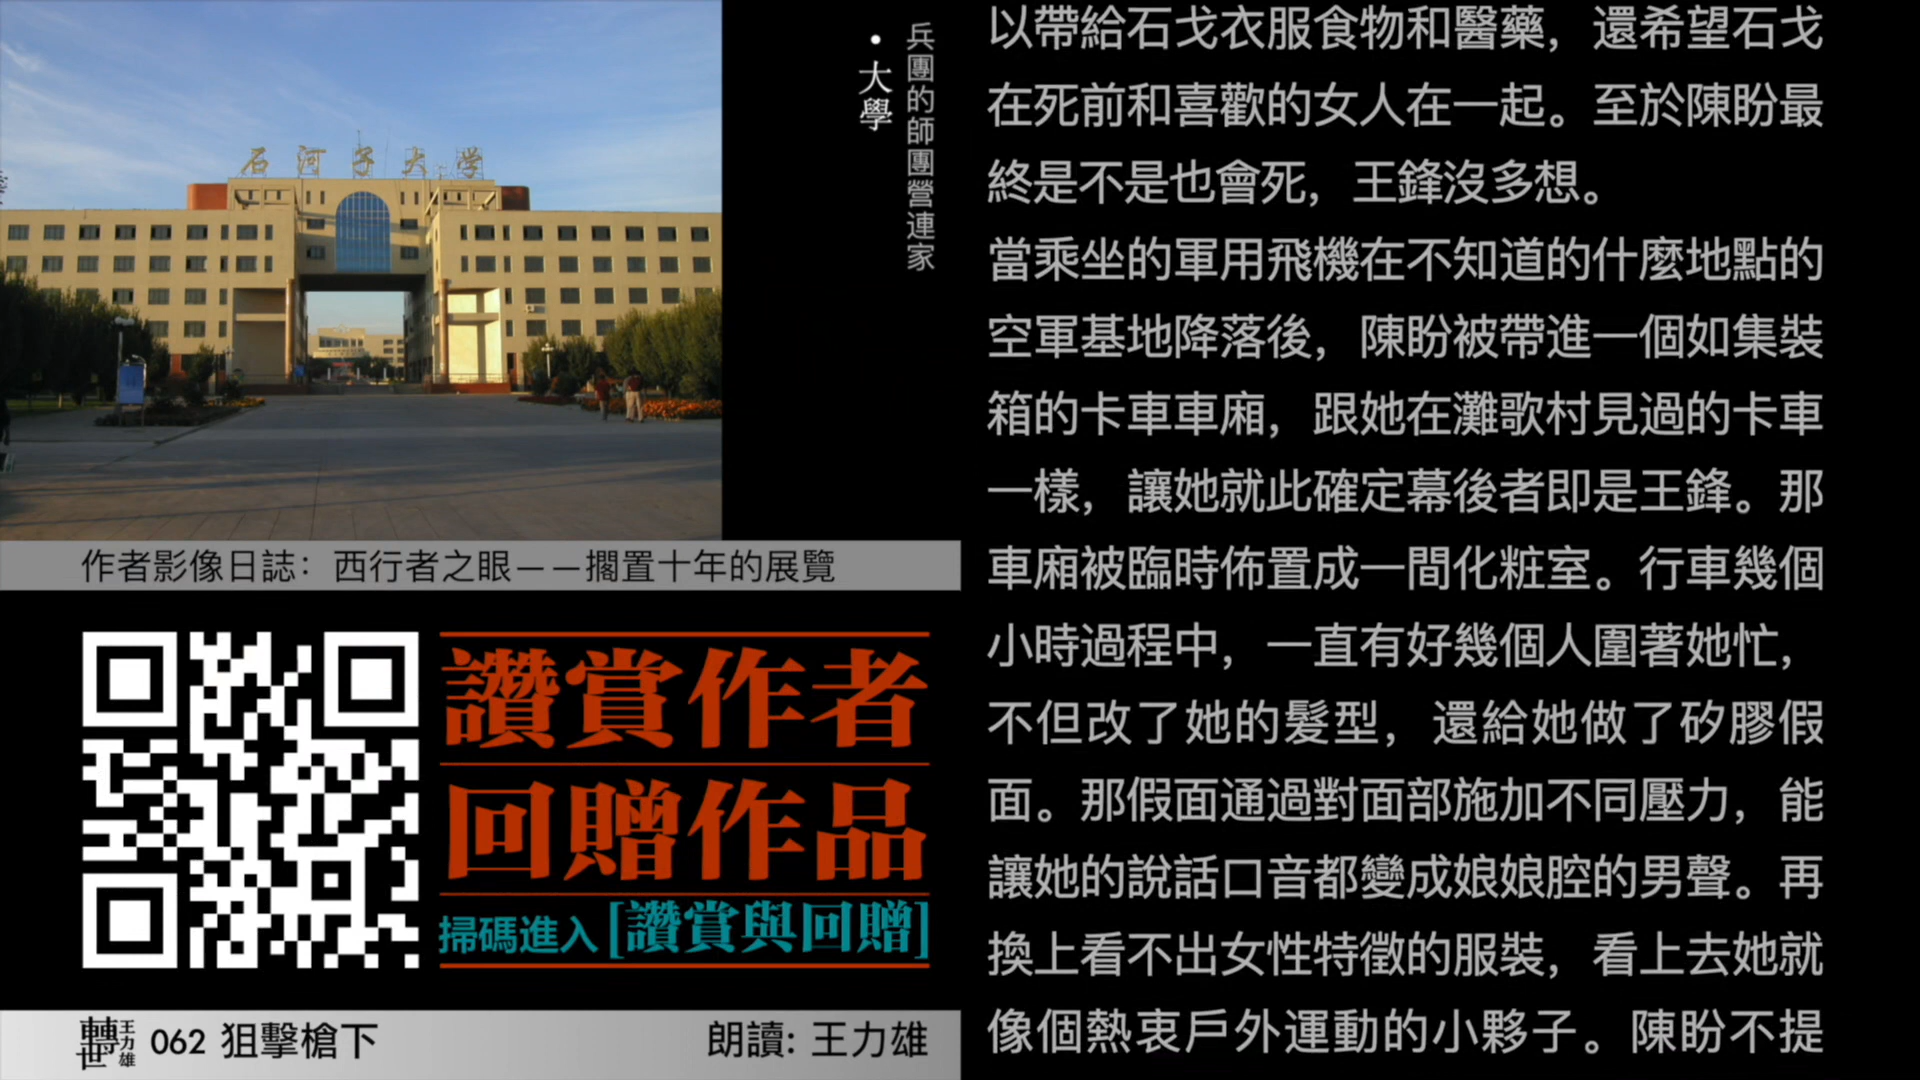 石河子大学
兵團的師團營連家
·大學
作者影像日誌：西行者之眼——擱置十年的展覽
讚賞作者
回贈作品
掃碼進入[讚賞與回贈]
轉世
王力雄
062 狙擊槍下
朗讀: 王力雄
以帶給石戈衣服食物和醫藥，還希望石戈
在死前和喜歡的女人在一起。至於陳盼最
終是不是也會死，王鋒沒多想。
當乘坐的軍用飛機在不知道的什麼地點的
空軍基地降落後，陳盼被帶進一個如集裝
箱的卡車車廂，跟她在灘歌村見過的卡車
一樣，讓她就此確定幕後者即是王鋒。那
車廂被臨時佈置成一間化粧室。行車幾個
小時過程中，一直有好幾個人圍著她忙，
不但改了她的髮型，還給她做了矽膠假
面。那假面通過對面部施加不同壓力，能
讓她的說話口音都變成娘娘腔的男聲。再
換上看不出女性特徵的服裝，看上去她就
像個熱衷戶外運動的小夥子。陳盼不提